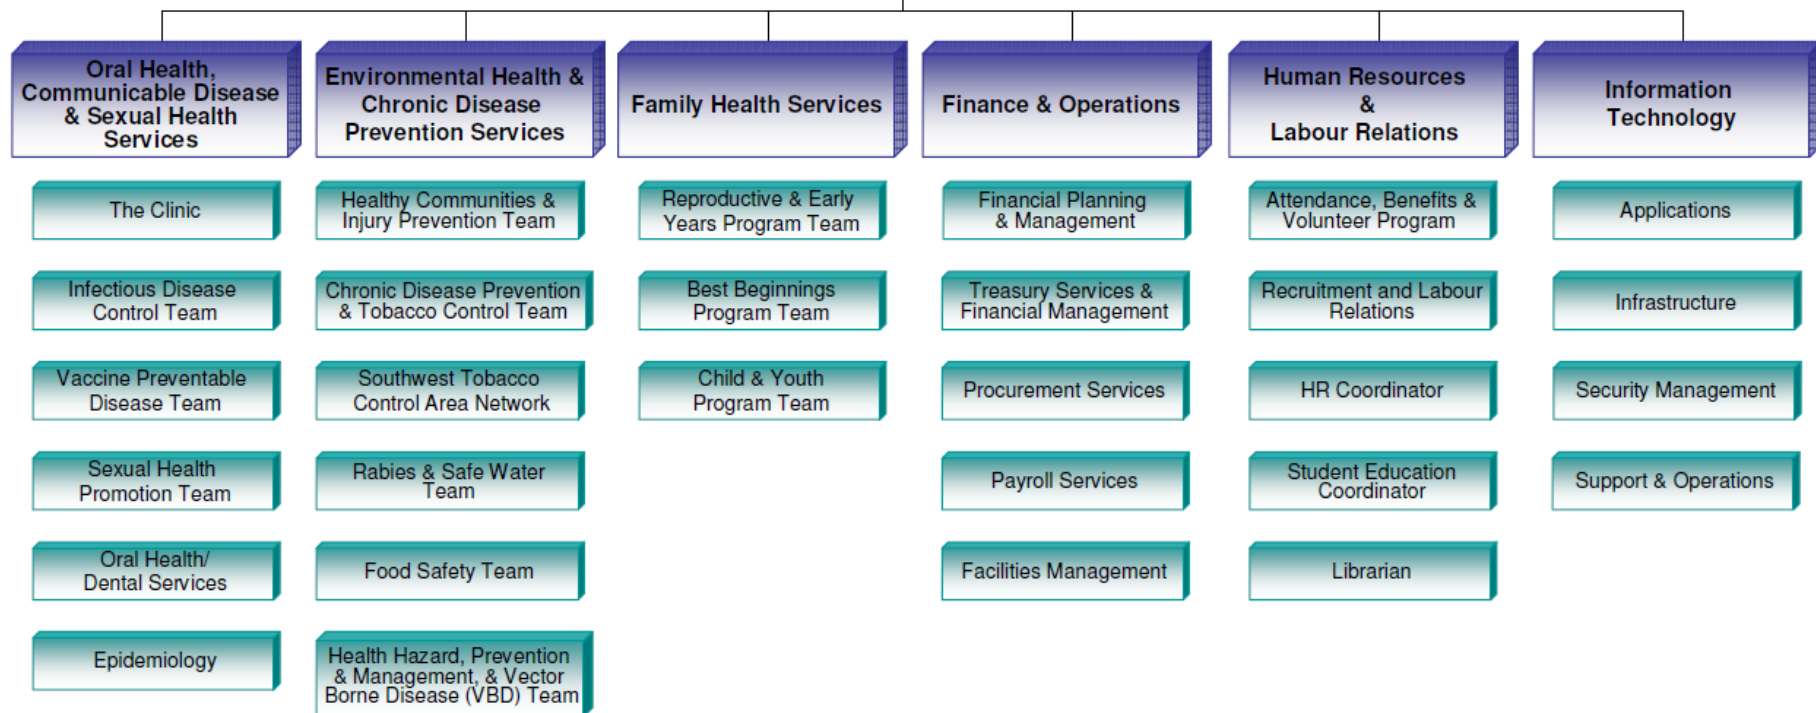 Oral Health,
Communicable Disease
& Sexual Health
Services
Environmental Health &
Chronic Disease
Prevention Services
Family Health Services
Finance & Operations
Human Resources
&
Labour Relations
Information
Technology
The Clinic
Infectious Disease
Control Team
Vaccine Preventable
Disease Team
Sexual Health
Promotion Team
Oral Health/
Dental Services
Epidemiology
Healthy Communities &
Injury Prevention Team
Chronic Disease Prevention
& Tobacco Control Team
Southwest Tobacco
Control Area Network
Rabies & Safe Water
Team
Food Safety Team
Health Hazard, Prevention
& Management, & Vector
Borne Disease (VBD) Team
Reproductive & Early
Years Program Team
Best Beginnings
Program Team
Child & Youth
Program Team
Financial Planning
& Management
Treasury Services &
Financial Management
Procurement Services
Payroll Services
Facilities Management
Attendance, Benefits &
Volunteer Program
Recruitment and Labour
Relations
HR Coordinator
Student Education
Coordinator
Librarian
Applications
Infrastructure
Security Management
Support & Operations